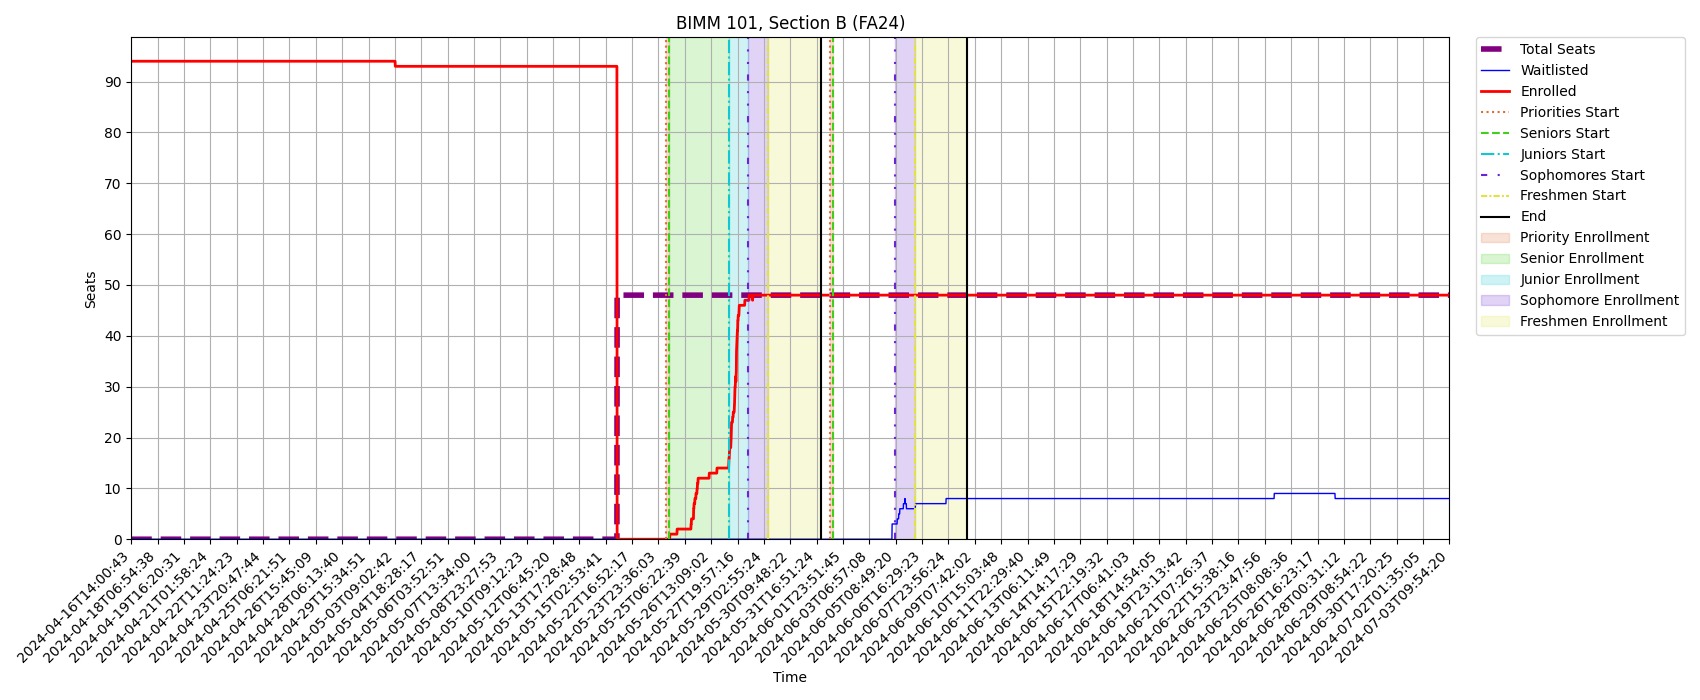 BIMM 101, Section B (FA24)
Seats
90
80
70
60
50
40
30
20
10
0
2024-04-16T14:00:43
2024-04-18T06:54:38
2024-04-19T16:20:31
2024-04-21T01:58:24
2024-04-22T11:24:23
2024-04-23T20:47:44
2024-04-25T06:21:51
2024-04-26T15:45:09
2024-04-28T06:13:40
2024-04-29T15:34:51
2024-05-03T09:02:42
2024-05-04T18:28:17
2024-05-06T03:52:51
2024-05-07T13:34:00
2024-05-08T23:27:53
2024-05-10T09:12:23
2024-05-12T06:45:20
2024-05-13T17:28:48
2024-05-15T02:53:41
2024-05-22T16:52:17
2024-05-23T23:36:03
2024-05-25T06:22:39
2024-05-26T13:09:02
2024-05-27T19:57:16
2024-05-29T02:55:24
2024-05-30T09:48:22
2024-05-31T16:51:24
2024-06-01T23:51:45
2024-06-03T06:57:08
2024-06-05T08:49:20
2024-06-06T16:29:23
2024-06-07T23:56:24
2024-06-09T07:42:02
2024-06-10T15:03:48
2024-06-11T22:29:40
2024-06-13T06:11:49
2024-06-14T14:17:29
2024-06-15T22:19:32
2024-06-17T06:41:03
2024-06-18T14:54:05
2024-06-19T23:13:42
2024-06-21T07:26:37
2024-06-22T15:38:16
2024-06-23T23:47:56
2024-06-25T08:08:36
2024-06-26T16:23:17
2024-06-28T00:31:12
2024-06-29T08:54:22
2024-06-30T17:20:25
2024-07-02T01:35:05
2024-07-03T09:54:20
Time
Total Seats
Waitlisted
Enrolled
Priorities Start
Seniors Start
Juniors Start
Sophomores Start
Freshmen Start
End
Priority Enrollment
Senior Enrollment
Junior Enrollment
Sophomore Enrollment
Freshmen Enrollment